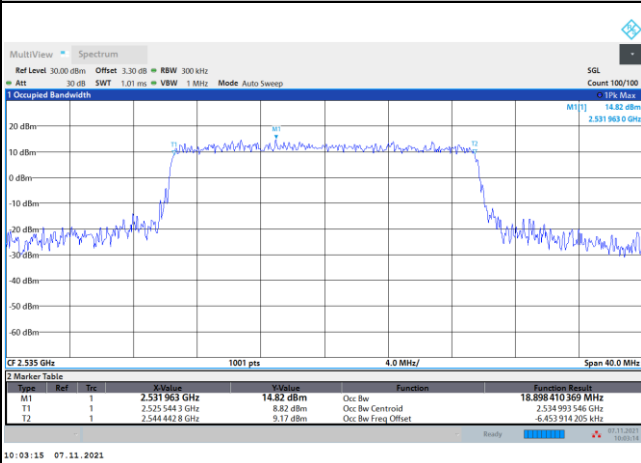 MultiView Spectrum
Ref Level 30.00 dBm Offset 3.30 dB RBW 300 kHz SGL
Att 30 dB SWT 1.01 ms VBW 1 MHz Mode Auto Sweep Count 100/100
1 Occupied Bandwidth 1Pk Max
M1[1] 14.82 dBm
2.531 963 0 GHz
M1
20 dBm
T1 T2
10 dBm
0 dBm
-10 dBm
-20 dBm
-30 dBm
-40 dBm
-50 dBm
-60 dBm
CF 2.535 GHz 1001 pts 4.0 MHz/ Span 40.0 MHz
2 Marker Table
Type Ref Trc X-Value Y-Value Function Function Result
M1 1 2.531 963 GHz 14.82 dBm Occ Bw 18.898 410 369 MHz
T1 1 2.525 544 3 GHz 8.82 dBm Occ Bw Centroid 2.534 993 546 GHz
T2 1 2.544 442 8 GHz 9.17 dBm Occ Bw Freq Offset -6.453 914 205 kHz
Ready 07.11.2021
10:03:14
10:03:15 07.11.2021